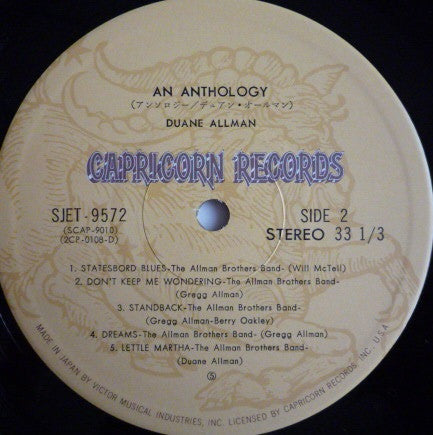 AN ANTHOLOGY
(アンソロジー/デュアン・オールマン)
DUANE ALLMAN
CAPRICORN RECORDS
SJET-9572
(SCAP-9010)
(2CP-0108-D)
SIDE 2
STEREO 33 1/3
1. STATESBORD BLUES-The Allman Brothers Band- (Will McTell)
2. DON'T KEEP ME WONDERING-The Allman Brothers Band-
(Gregg Allman)
3. STANDBACK-The Allman Brothers Band-
(Gregg Allman-Berry Oakley)
4. DREAMS-The Allman Brothers Band- (Gregg Allman)
5. LETTLE MARTHA-The Allman Brothers Band-
(Duane Allman)
Ⓢ
MADE IN JAPAN BY VICTOR MUSICAL INDUSTRIES, INC. LICENSED BY CAPRICORN RECORDS INC. U.S.A